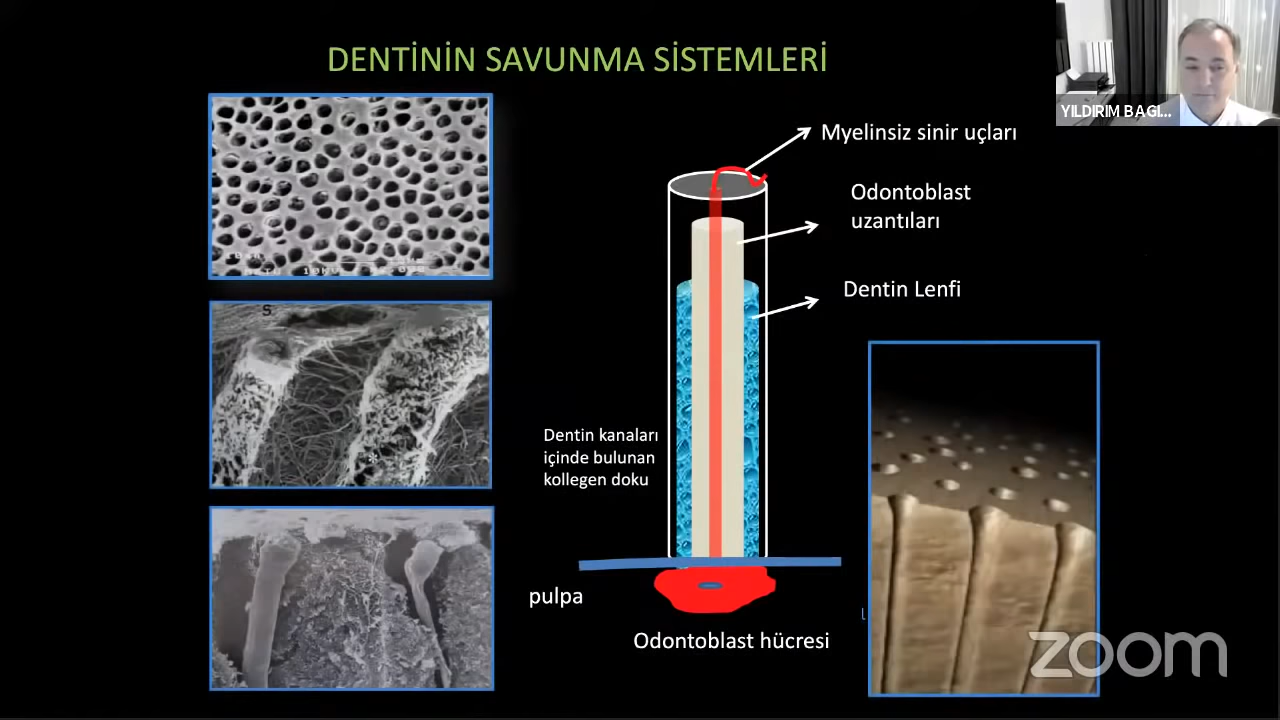 DENTİNİN SAVUNMA SİSTEMLERİ
YILDIRIM BAGI...
Myelinsiz sinir uçları
Odontoblast
uzantıları
Dentin Lenfi
S
*
Dentin kanaları
içinde bulunan
kollegen doku
pulpa
Odontoblast hücresi
zoom